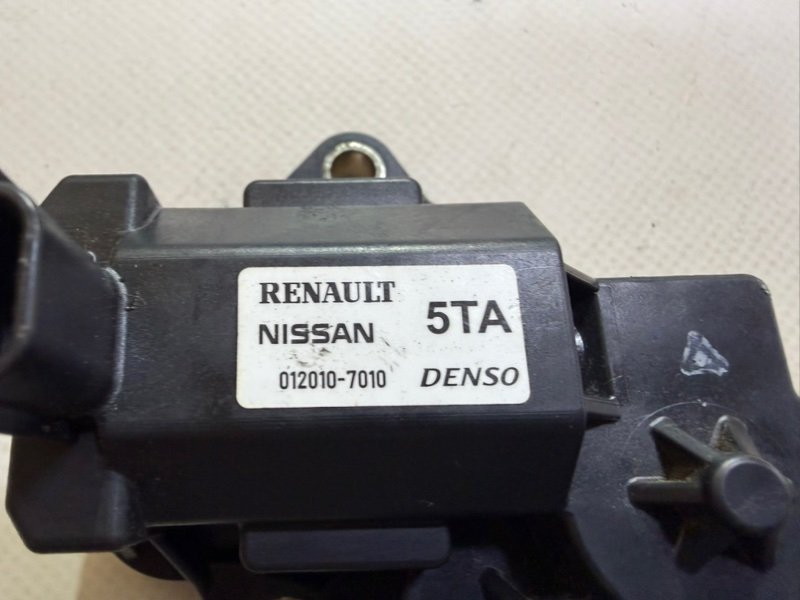 RENAULT
NISSAN 5TA
012010-7010 DENSO